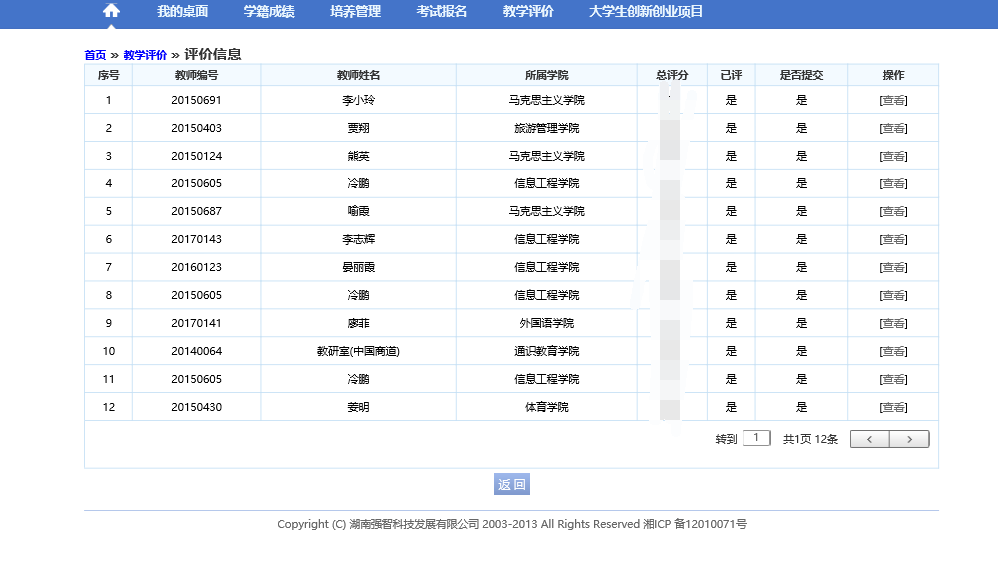 我的桌面 学籍成绩 培养管理 考试报名 教学评价 大学生创新创业项目
首页 » 教学评价 » 评价信息
序号 教师编号 教师姓名 所属学院 总评分 已评 是否提交 操作
1 20150691 李小玲 马克思主义学院 是 是 [查看]
2 20150403 贾翔 旅游管理学院 是 是 [查看]
3 20150124 熊英 马克思主义学院 是 是 [查看]
4 20150605 冷鹏 信息工程学院 是 是 [查看]
5 20150687 喻霞 马克思主义学院 是 是 [查看]
6 20170143 李志辉 信息工程学院 是 是 [查看]
7 20160123 晏丽霞 信息工程学院 是 是 [查看]
8 20150605 冷鹏 信息工程学院 是 是 [查看]
9 20170141 廖菲 外国语学院 是 是 [查看]
10 20140064 教研室(中国商道) 通识教育学院 是 是 [查看]
11 20150605 冷鹏 信息工程学院 是 是 [查看]
12 20150430 姜明 体育学院 是 是 [查看]
转到 1 共1页 12条 < >
返 回
Copyright (C) 湖南强智科技发展有限公司 2003-2013 All Rights Reserved 湘ICP 备12010071号